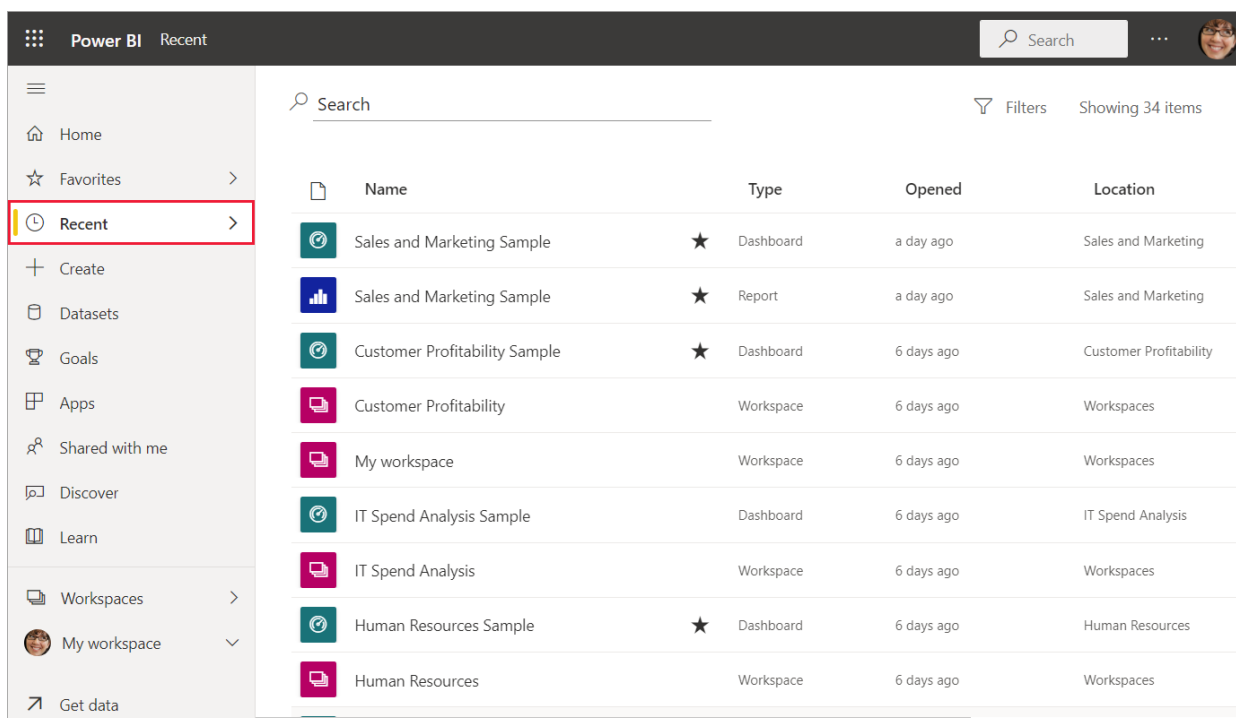 Power BI Recent Search ...
Home
Favorites
Recent
Create
Datasets
Goals
Apps
Shared with me
Discover
Learn
Workspaces
My workspace
Get data
Search Filters Showing 34 items
Name Type Opened Location
Sales and Marketing Sample Dashboard a day ago Sales and Marketing
Sales and Marketing Sample Report a day ago Sales and Marketing
Customer Profitability Sample Dashboard 6 days ago Customer Profitability
Customer Profitability Workspace 6 days ago Workspaces
My workspace Workspace 6 days ago Workspaces
IT Spend Analysis Sample Dashboard 6 days ago IT Spend Analysis
IT Spend Analysis Workspace 6 days ago Workspaces
Human Resources Sample Dashboard 6 days ago Human Resources
Human Resources Workspace 6 days ago Workspaces